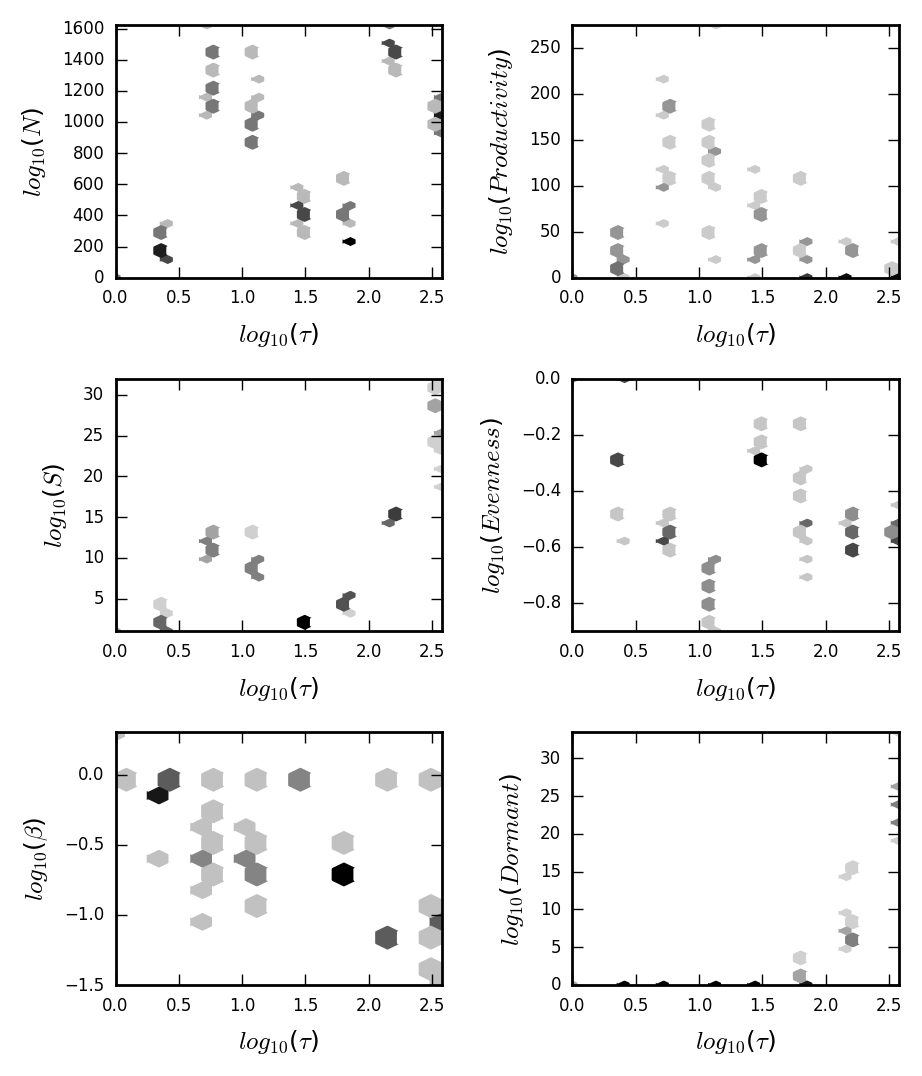 log10(N)
1600
1400
1200
1000
800
600
400
200
0
0.0 0.5 1.0 1.5 2.0 2.5
log10(τ)
log10(Productivity)
250
200
150
100
50
0
0.0 0.5 1.0 1.5 2.0 2.5
log10(τ)
log10(S)
30
25
20
15
10
5
0.0 0.5 1.0 1.5 2.0 2.5
log10(τ)
log10(Evenness)
0.0
−0.2
−0.4
−0.6
−0.8
0.0 0.5 1.0 1.5 2.0 2.5
log10(τ)
log10(β)
0.0
−0.5
−1.0
−1.5
0.0 0.5 1.0 1.5 2.0 2.5
log10(τ)
log10(Dormant)
30
25
20
15
10
5
0
0.0 0.5 1.0 1.5 2.0 2.5
log10(τ)